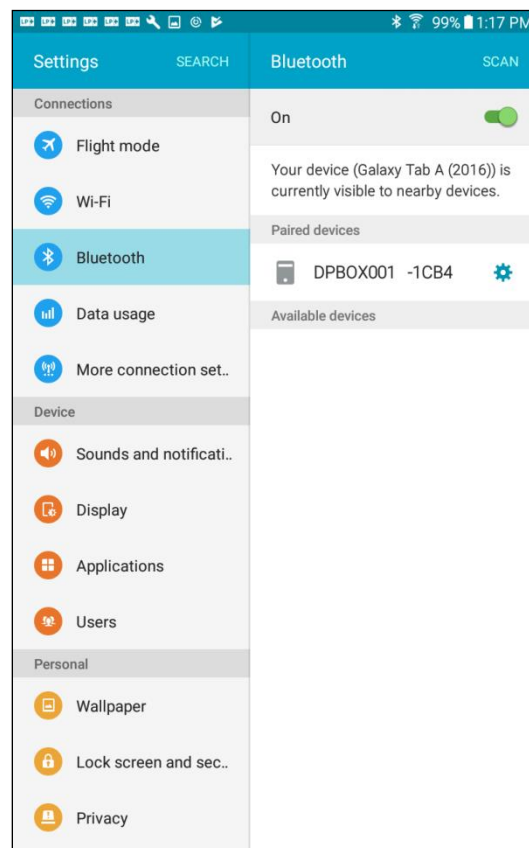 99% 1:17 PM
Settings
SEARCH
Connections
Flight mode
Wi-Fi
Bluetooth
Data usage
More connection set..
Device
Sounds and notificati..
Display
Applications
Users
Personal
Wallpaper
Lock screen and sec..
Privacy
Bluetooth
SCAN
On
Your device (Galaxy Tab A (2016)) is
currently visible to nearby devices.
Paired devices
DPBOX001 -1CB4
Available devices